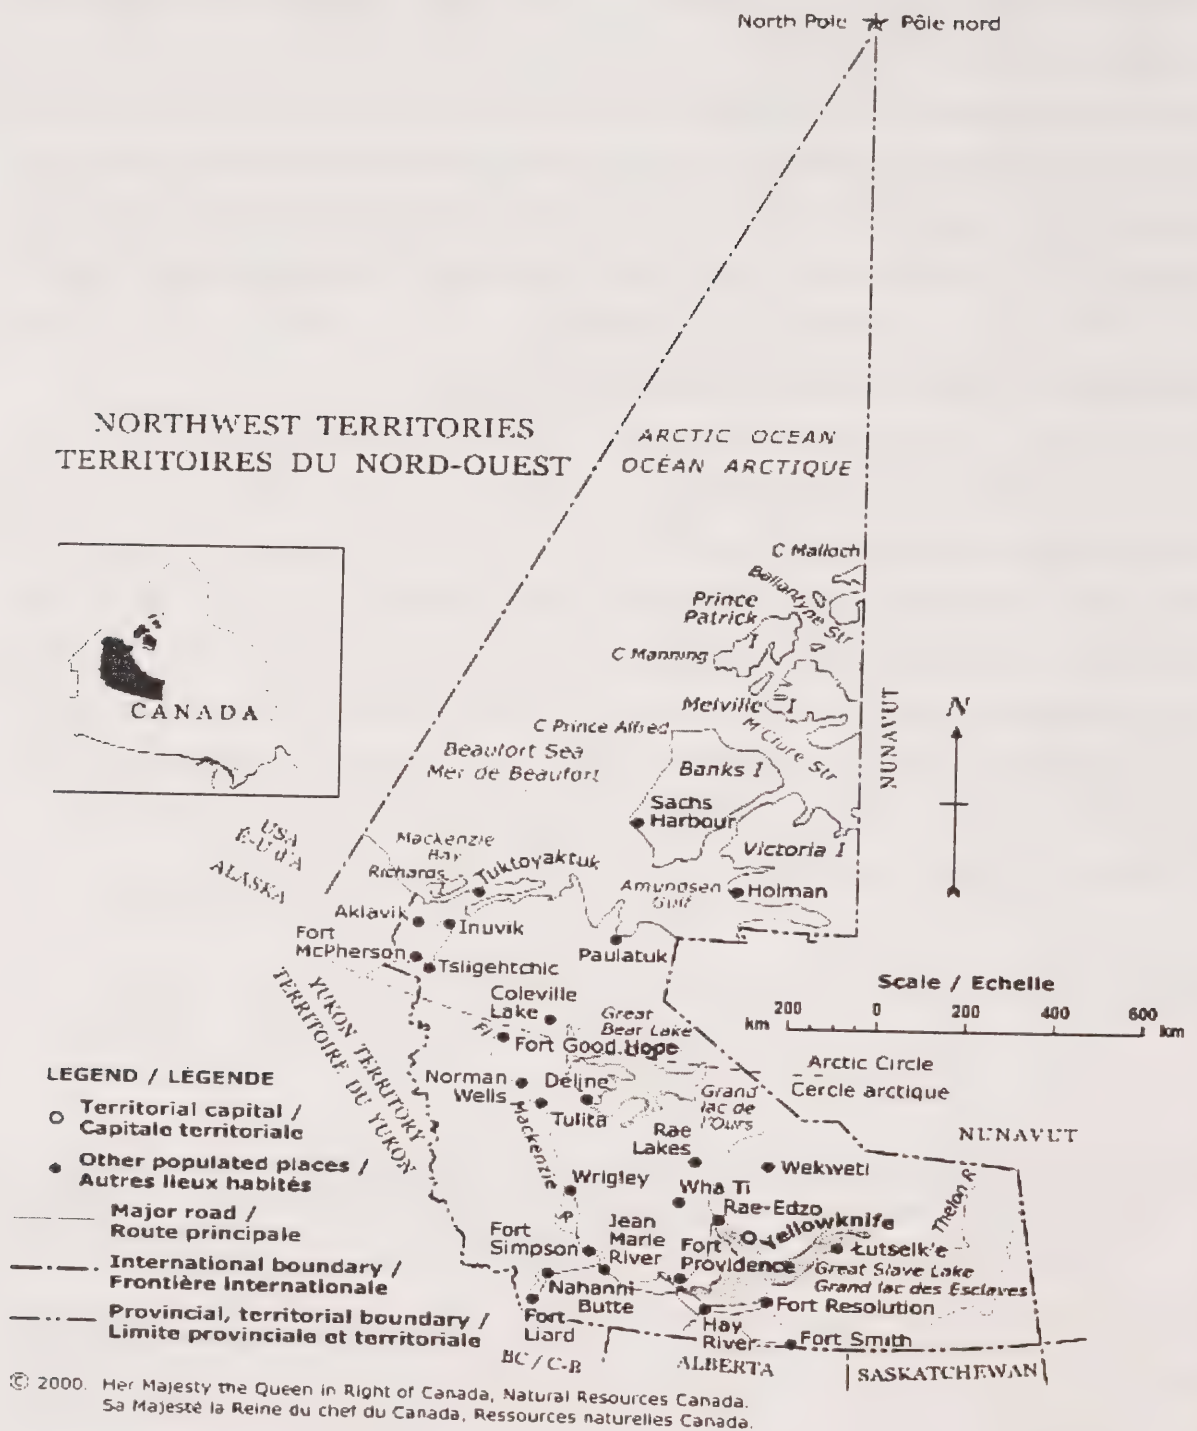 North Pole Pôle nord
NORTHWEST TERRITORIES
TERRITOIRES DU NORD-OUEST
ARCTIC OCEAN
OCÉAN ARCTIQUE
C Malloch
Ballantyne Str
Prince
Patrick
I
C Manning
Melville I
CANADA
C Prince Alfred
M'Clure Str
NUNAVUT
N
Beaufort Sea
Mer de Beaufort
Banks I
Sachs
Harbour
USA
É-U d'A
ALASKA
Mackenzie
Bay
Richards
I
Tuktoyaktuk
Victoria I
Amundsen
Gulf
Holman
Aklavik
Inuvik
Fort
McPherson
Tsiigehtchic
Paulatuk
YUKON TERRITORY
TERRITOIRE DU YUKON
Coleville
Lake
Great
Bear Lake
Scale / Echelle
200 0 200 400 600
km km
Fort Good Hope
Arctic Circle
Cercle arctique
LEGEND / LÉGENDE
Territorial capital /
Capitale territoriale
Other populated places /
Autres lieux habités
Major road /
Route principale
International boundary /
Frontière internationale
Provincial, territorial boundary /
Limite provinciale et territoriale
Norman
Wells
Déline
Tulita
Grand
lac de
l'Ours
Mackenzie
R
Rae
Lakes
Wekweti
NUNAVUT
Wrigley
Wha Ti
Rae-Edzo
Yellowknife
Thelon R
Fort
Simpson
Jean
Marie
River
Fort
Providence
Łutselk'e
Great Slave Lake
Grand lac des Esclaves
Nahanni
Butte
Fort Resolution
Fort
Liard
Hay
River
Fort Smith
BC / C-B
ALBERTA
SASKATCHEWAN
© 2000. Her Majesty the Queen in Right of Canada, Natural Resources Canada.
Sa Majesté la Reine du chef du Canada, Ressources naturelles Canada.